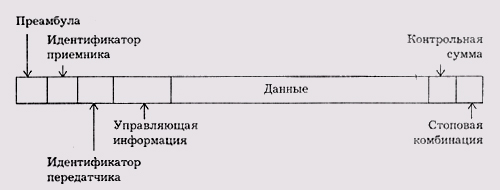 Преамбула
Идентификатор
приемника
Контрольная
сумма
Данные
Управляющая
информация
Стоповая
комбинация
Идентификатор
передатчика